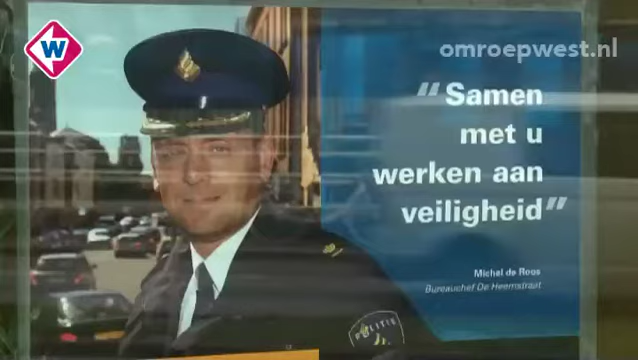 W
omroepwest.nl
"Samen
met u
werken aan
veiligheid"
Michel de Roos
Bureauchef De Heemstraat
POLITIE